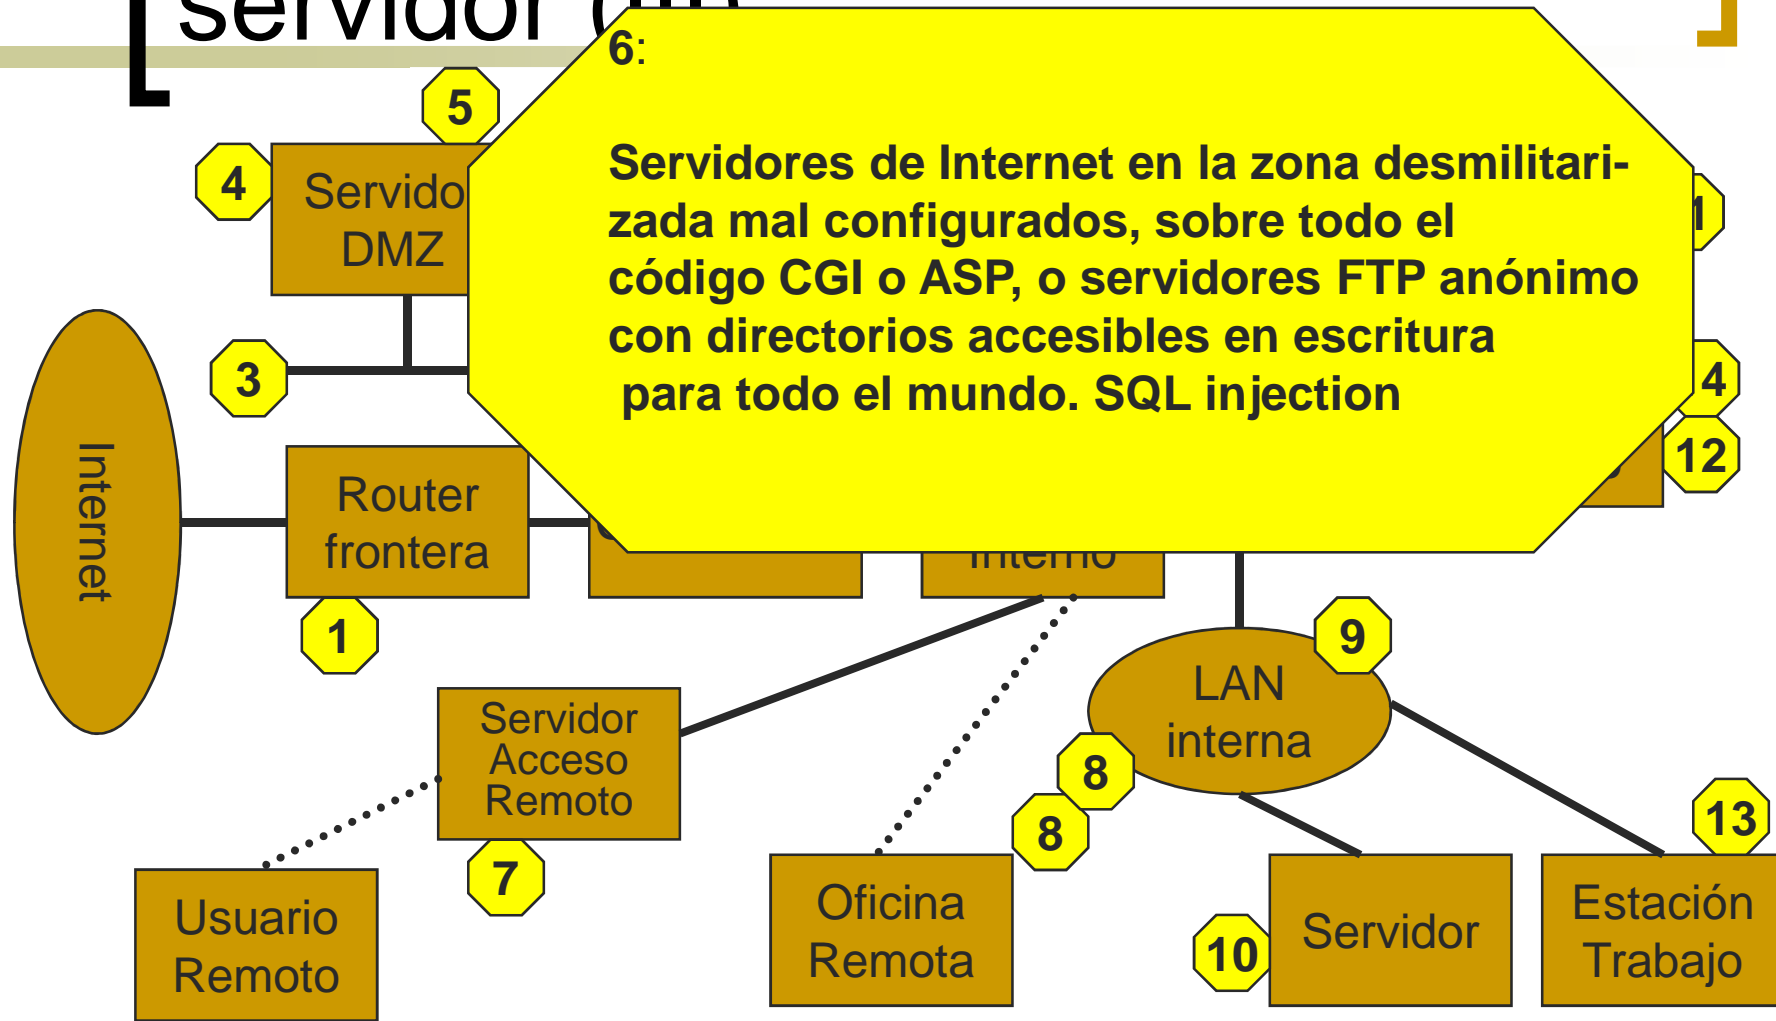 servidor
6:
5
Servidores de Internet en la zona desmilitari-
zada mal configurados, sobre todo el
código CGI o ASP, o servidores FTP anónimo
con directorios accesibles en escritura
para todo el mundo. SQL injection
4
Servido
DMZ
3
4
12
Internet
Router
frontera
Interno
1
9
LAN
interna
Servidor
Acceso
Remoto
8
8
13
7
Usuario
Remoto
Oficina
Remota
10
Servidor
Estación
Trabajo